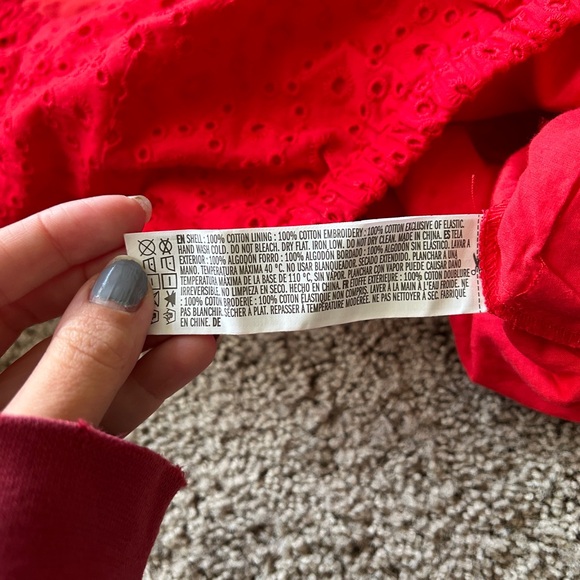 EN SHELL : 100% COTTON LINING : 100% COTTON EMBROIDERY : 100% COTTON EXCLUSIVE OF ELASTIC.
HAND WASH COLD. DO NOT BLEACH. DRY FLAT. IRON LOW. DO NOT DRY CLEAN. MADE IN CHINA. ES TELA
EXTERIOR : 100% ALGODÓN FORRO : 100% ALGODÓN BORDADO : 100% ALGODÓN SIN ELÁSTICO. LAVAR A
MANO. TEMPERATURA MÁXIMA 40 °C. NO USAR BLANQUEADOR. SECADO EXTENDIDO. PLANCHAR A UNA
TEMPERATURA MÁXIMA DE LA BASE DE 110 °C, SIN VAPOR. PLANCHAR CON VAPOR PUEDE CAUSAR DAÑO
IRREVERSIBLE. NO LIMPIEZA EN SECO. HECHO EN CHINA. FR ÉTOFFE EXTÉRIEURE : 100% COTON DOUBLURE
: 100% COTON BRODERIE : 100% COTON ÉLASTIQUE NON COMPRIS. LAVER À LA MAIN À L'EAU FROIDE. NE
PAS BLANCHIR. SÉCHER À PLAT. REPASSER À TEMPÉRATURE MODÉRÉE. NE PAS NETTOYER À SEC. FABRIQUÉ
EN CHINE. DE